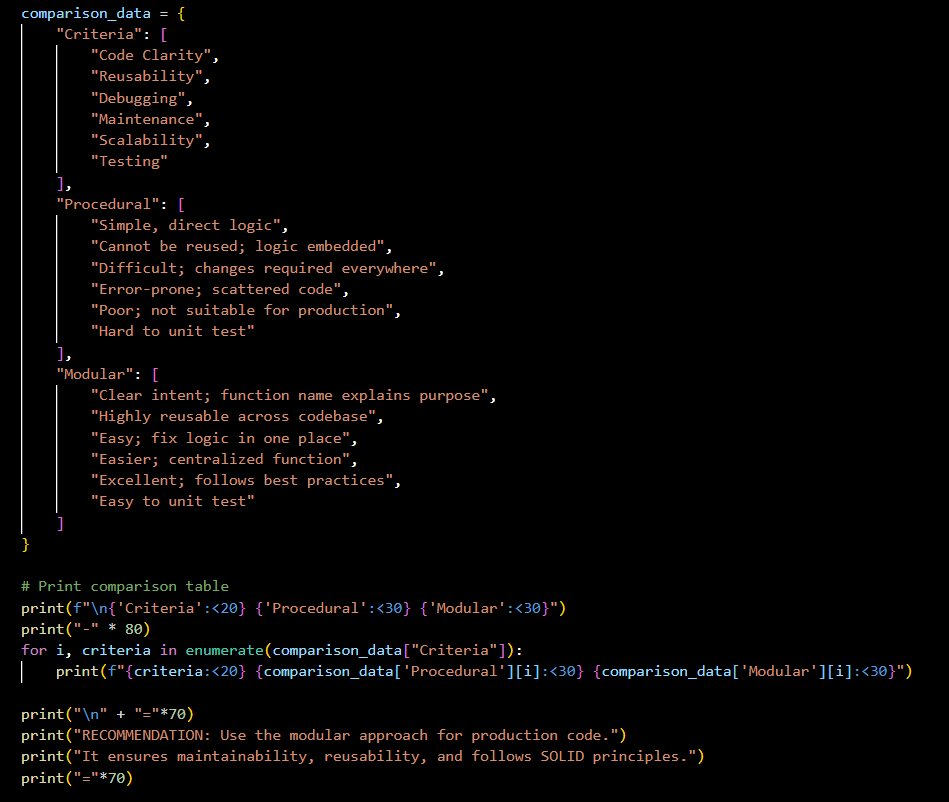 comparison_data = {
    "Criteria": [
        "Code Clarity",
        "Reusability",
        "Debugging",
        "Maintenance",
        "Scalability",
        "Testing"
    ],
    "Procedural": [
        "Simple, direct logic",
        "Cannot be reused; logic embedded",
        "Difficult; changes required everywhere",
        "Error-prone; scattered code",
        "Poor; not suitable for production",
        "Hard to unit test"
    ],
    "Modular": [
        "Clear intent; function name explains purpose",
        "Highly reusable across codebase",
        "Easy; fix logic in one place",
        "Easier; centralized function",
        "Excellent; follows best practices",
        "Easy to unit test"
    ]
}

# Print comparison table
print(f"\n{'Criteria':<20} {'Procedural':<30} {'Modular':<30}")
print("-" * 80)
for i, criteria in enumerate(comparison_data["Criteria"]):
    print(f"{criteria:<20} {comparison_data['Procedural'][i]:<30} {comparison_data['Modular'][i]:<30}")

print("\n" + "="*70)
print("RECOMMENDATION: Use the modular approach for production code.")
print("It ensures maintainability, reusability, and follows SOLID principles.")
print("="*70)